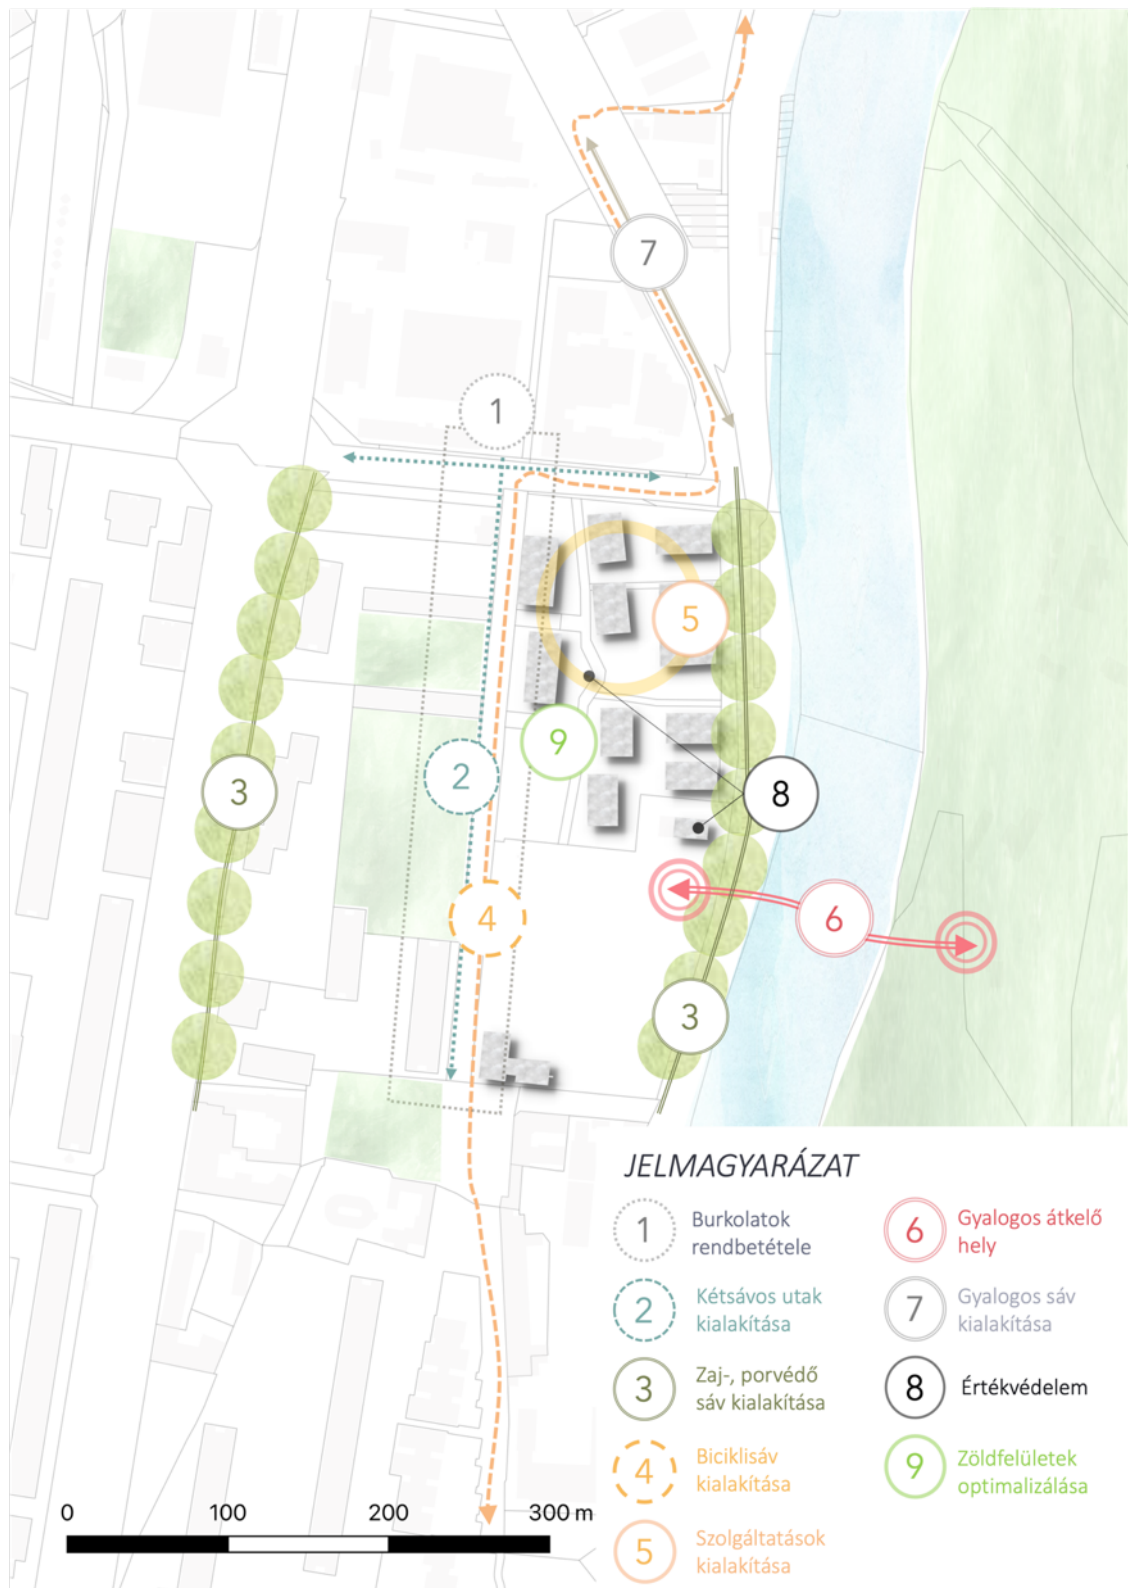 7
1
5
9
2
8
3
4
6
3
JELMAGYARÁZAT
1 Burkolatok
rendbetétele
2 Kétsávos utak
kialakítása
3 Zaj-, porvédő
sáv kialakítása
4 Biciklisáv
kialakítása
5 Szolgáltatások
kialakítása
6 Gyalogos átkelő
hely
7 Gyalogos sáv
kialakítása
8 Értékvédelem
9 Zöldfelületek
optimalizálása
0 100 200 300 m